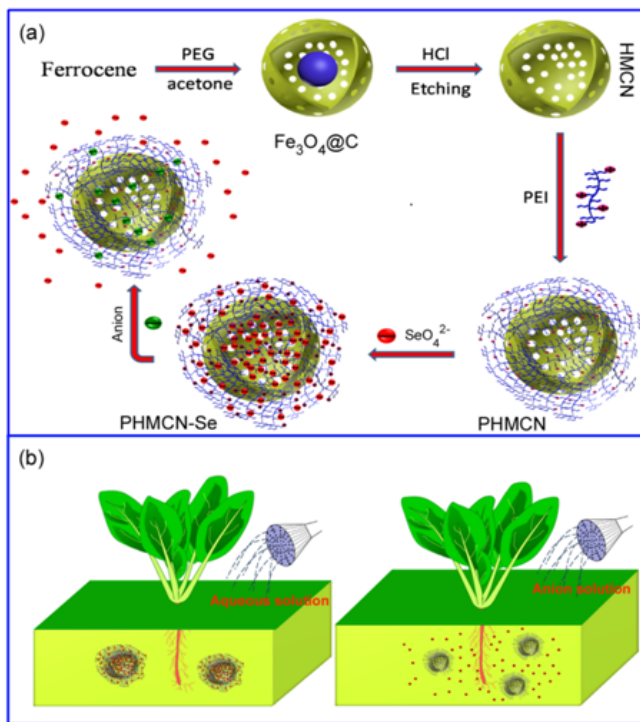 (a)
PEG
HCl
Ferrocene
acetone
Etching
HMCN
Fe₃O₄@C
PEI
Anion
SeO₄²⁻
PHMCN-Se
PHMCN
(b)
Aqueous solution
Anion solution